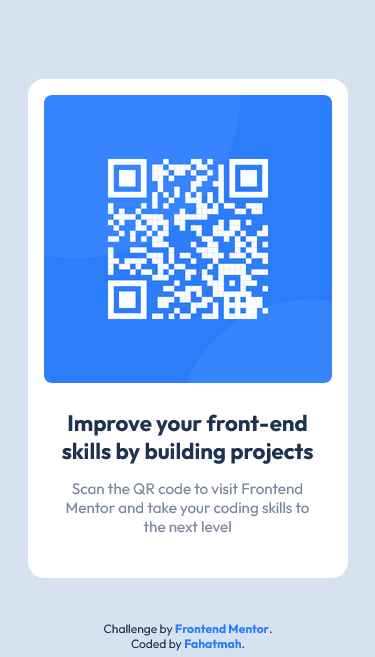 Improve your front-end
skills by building projects
Scan the QR code to visit Frontend
Mentor and take your coding skills to
the next level
Challenge by Frontend Mentor.
Coded by Fahatmah.